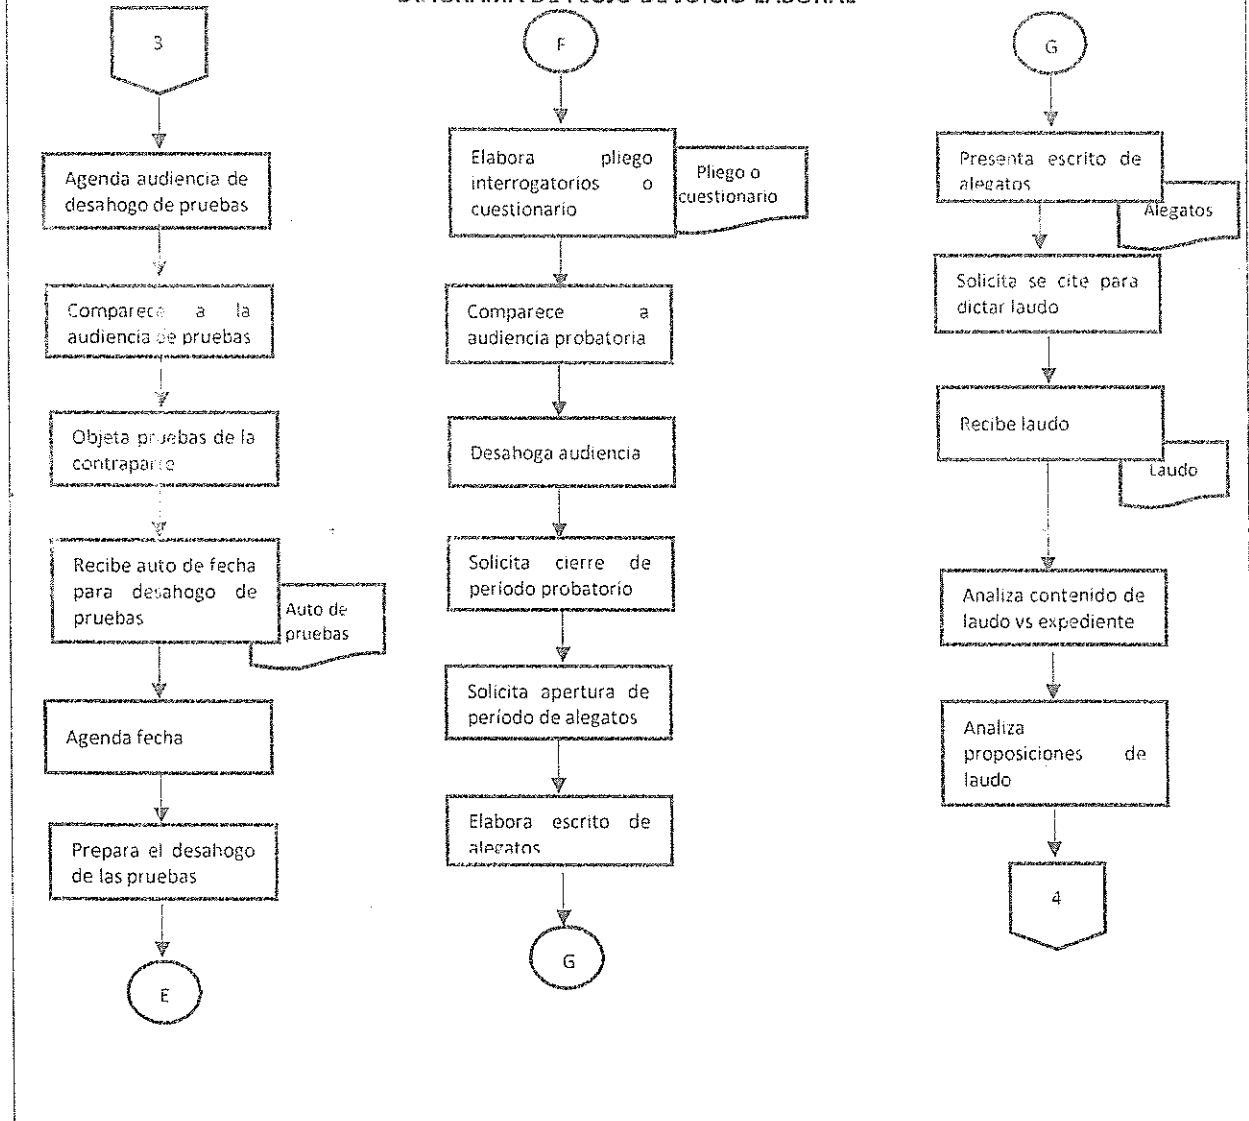 3
Agenda audiencia de
desahogo de pruebas
Comparece a la
audiencia de pruebas
Objeta pruebas de la
contraparte
Recibe auto de fecha
para desahogo de
pruebas
Auto de
pruebas
Agenda fecha
Prepara el desahogo
de las pruebas
E
F
Elabora pliego
interrogatorios o
cuestionario
Pliego o
cuestionario
Comparece a
audiencia probatoria
Desahoga audiencia
Solicita cierre de
período probatorio
Solicita apertura de
período de alegatos
Elabora escrito de
alegatos
G
G
Presenta escrito de
alegatos
Alegatos
Solicita se cite para
dictar laudo
Recibe laudo
Laudo
Analiza contenido de
laudo vs expediente
Analiza
proposiciones de
laudo
4